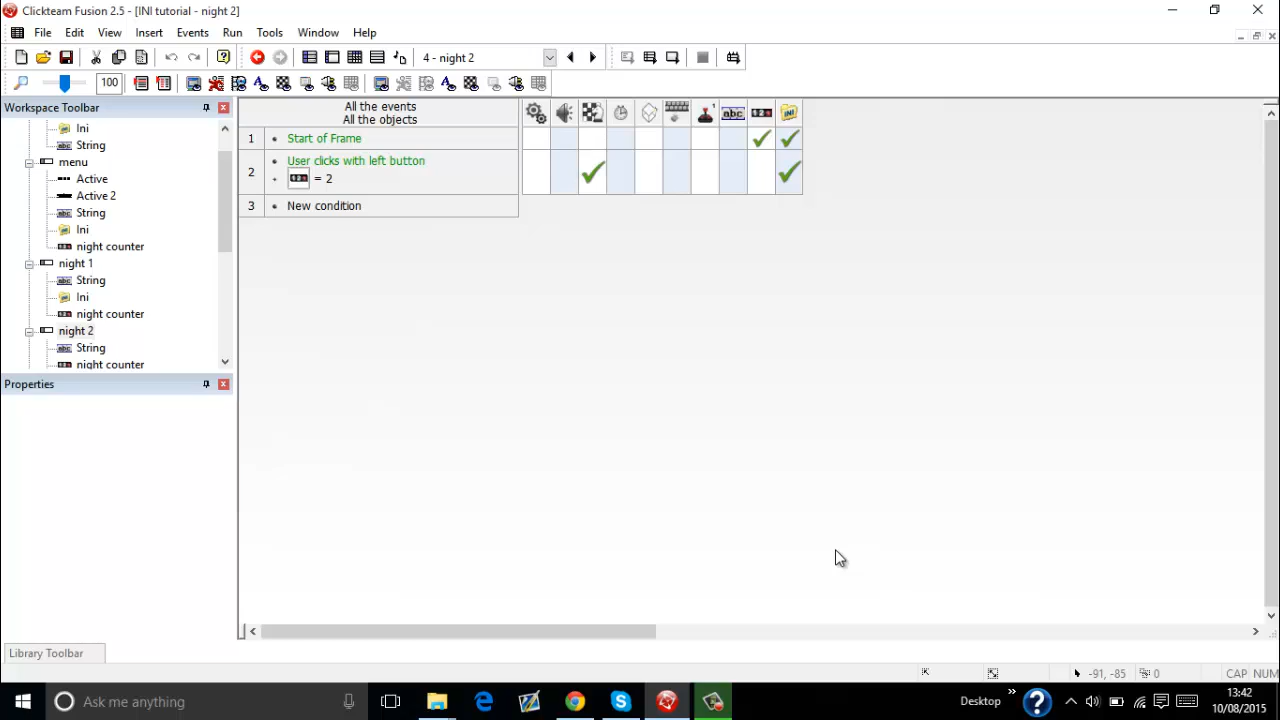 Clickteam Fusion 2.5 - [INI tutorial - night 2]
File Edit View Insert Events Run Tools Window Help
4 - night 2
100
Workspace Toolbar
Ini
String
menu
Active
Active 2
String
Ini
night counter
night 1
String
Ini
night counter
night 2
String
night counter
Properties
Library Toolbar
All the events
All the objects
1 Start of Frame
2 User clicks with left button
= 2
3 New condition
-91, -85 0 CAP NUM
Ask me anything
Desktop
13:42
10/08/2015